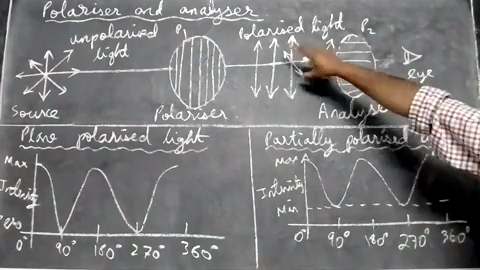 Polariser and analyser
unpolarised
light
P1
Polarised light
P2
eye
Source
Polariser
Plane polarised light
Partially polarised
Max
Intensity
Zero
0° 90° 180° 270° 360°
Max
Intensity
Min
0° 90° 180° 270° 360°